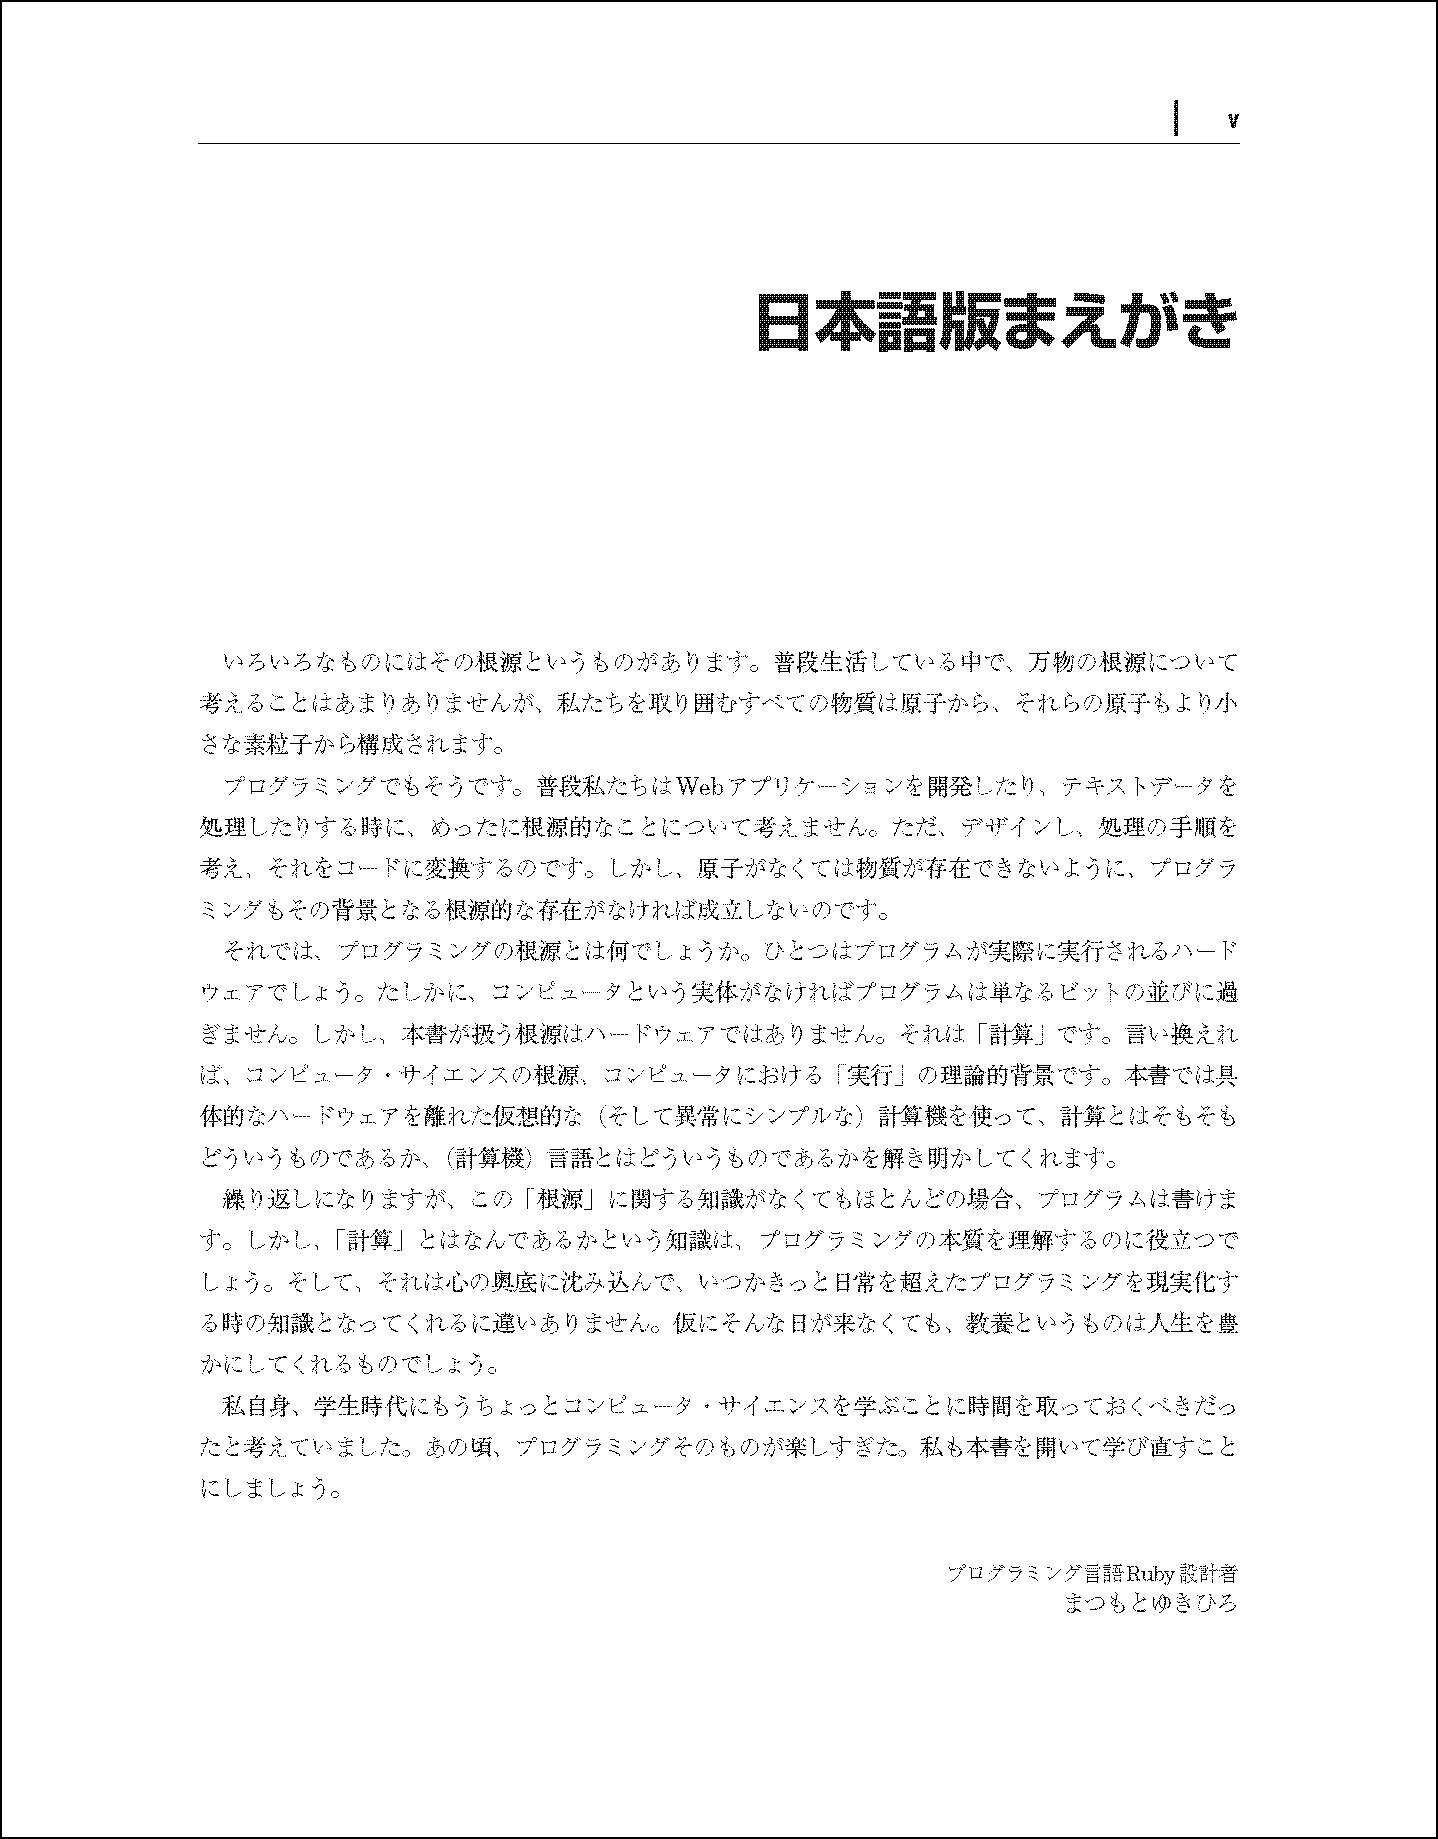 v
日本語版まえがき
いろいろなものにはその根源というものがあります。普段生活している中で、万物の根源について
考えることはあまりありませんが、私たちを取り囲むすべての物質は原子から、それらの原子もより小
さな素粒子から構成されます。
プログラミングでもそうです。普段私たちはWebアプリケーションを開発したり、テキストデータを
処理したりする時に、めったに根源的なことについて考えません。ただ、デザインし、処理の手順を
考え、それをコードに変換するのです。しかし、原子がなくては物質が存在できないように、プログラ
ミングもその背景となる根源的な存在がなければ成立しないのです。
それでは、プログラミングの根源とは何でしょうか。ひとつはプログラムが実際に実行されるハード
ウェアでしょう。たしかに、コンピュータという実体がなければプログラムは単なるビットの並びに過
ぎません。しかし、本書が扱う根源はハードウェアではありません。それは「計算」です。言い換えれ
ば、コンピュータ・サイエンスの根源、コンピュータにおける「実行」の理論的背景です。本書では具
体的なハードウェアを離れた仮想的な（そして異常にシンプルな）計算機を使って、計算とはそもそも
どういうものであるか、（計算機）言語とはどういうものであるかを解き明かしてくれます。
繰り返しになりますが、この「根源」に関する知識がなくてもほとんどの場合、プログラムは書けま
す。しかし、「計算」とはなんであるかという知識は、プログラミングの本質を理解するのに役立つで
しょう。そして、それは心の奥底に沈み込んで、いつかきっと日常を超えたプログラミングを現実化す
る時の知識となってくれるに違いありません。仮にそんな日が来なくても、教養というものは人生を豊
かにしてくれるものでしょう。
私自身、学生時代にもうちょっとコンピュータ・サイエンスを学ぶことに時間を取っておくべきだっ
たと考えていました。あの頃、プログラミングそのものが楽しすぎた。私も本書を開いて学び直すこと
にしましょう。
プログラミング言語Ruby設計者
まつもとゆきひろ